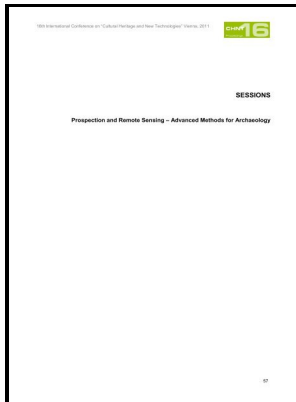 16th International Conference on "Cultural Heritage and New Technologies" Vienna, 2011
CHNT 16
SESSIONS
Prospection and Remote Sensing – Advanced Methods for Archaeology
57